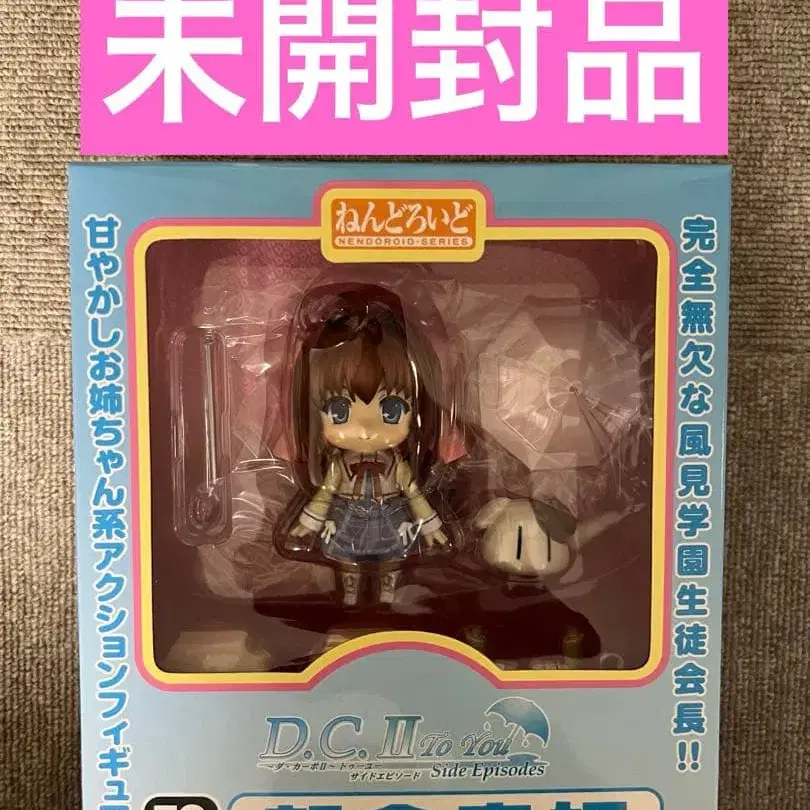 未開封品
ねんどろいど
NENDOROID・SERIES
完全無欠な風見学園生徒会長!!
甘やかしお姉ちゃん系アクションフィギュ
D.C.II To You
～ダ・カーポII～トゥーユー
サイドエピソード Side Episodes